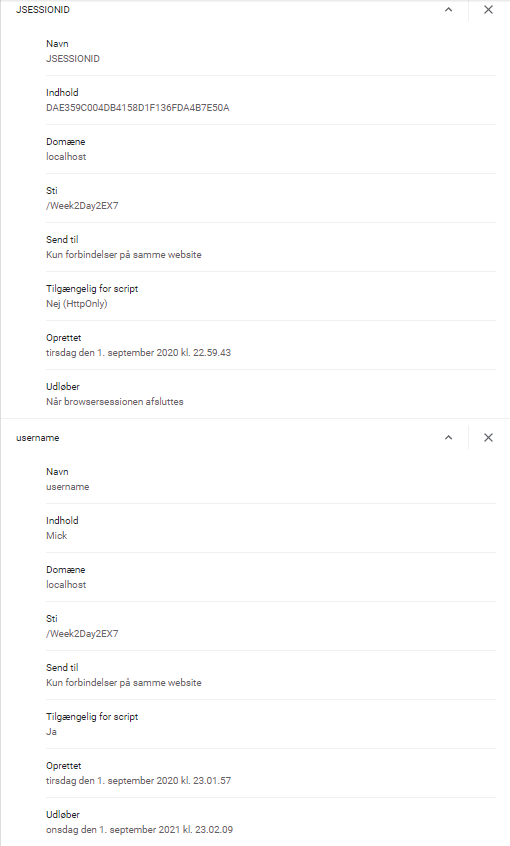 JSESSIONID
Navn
JSESSIONID
Indhold
DAE359C004DB4158D1F136FDA4B7E50A
Domæne
localhost
Sti
/Week2Day2EX7
Send til
Kun forbindelser på samme website
Tilgængelig for script
Nej (HttpOnly)
Oprettet
tirsdag den 1. september 2020 kl. 22.59.43
Udløber
Når browsersessionen afsluttes
username
Navn
username
Indhold
Mick
Domæne
localhost
Sti
/Week2Day2EX7
Send til
Kun forbindelser på samme website
Tilgængelig for script
Ja
Oprettet
tirsdag den 1. september 2020 kl. 23.01.57
Udløber
onsdag den 1. september 2021 kl. 23.02.09